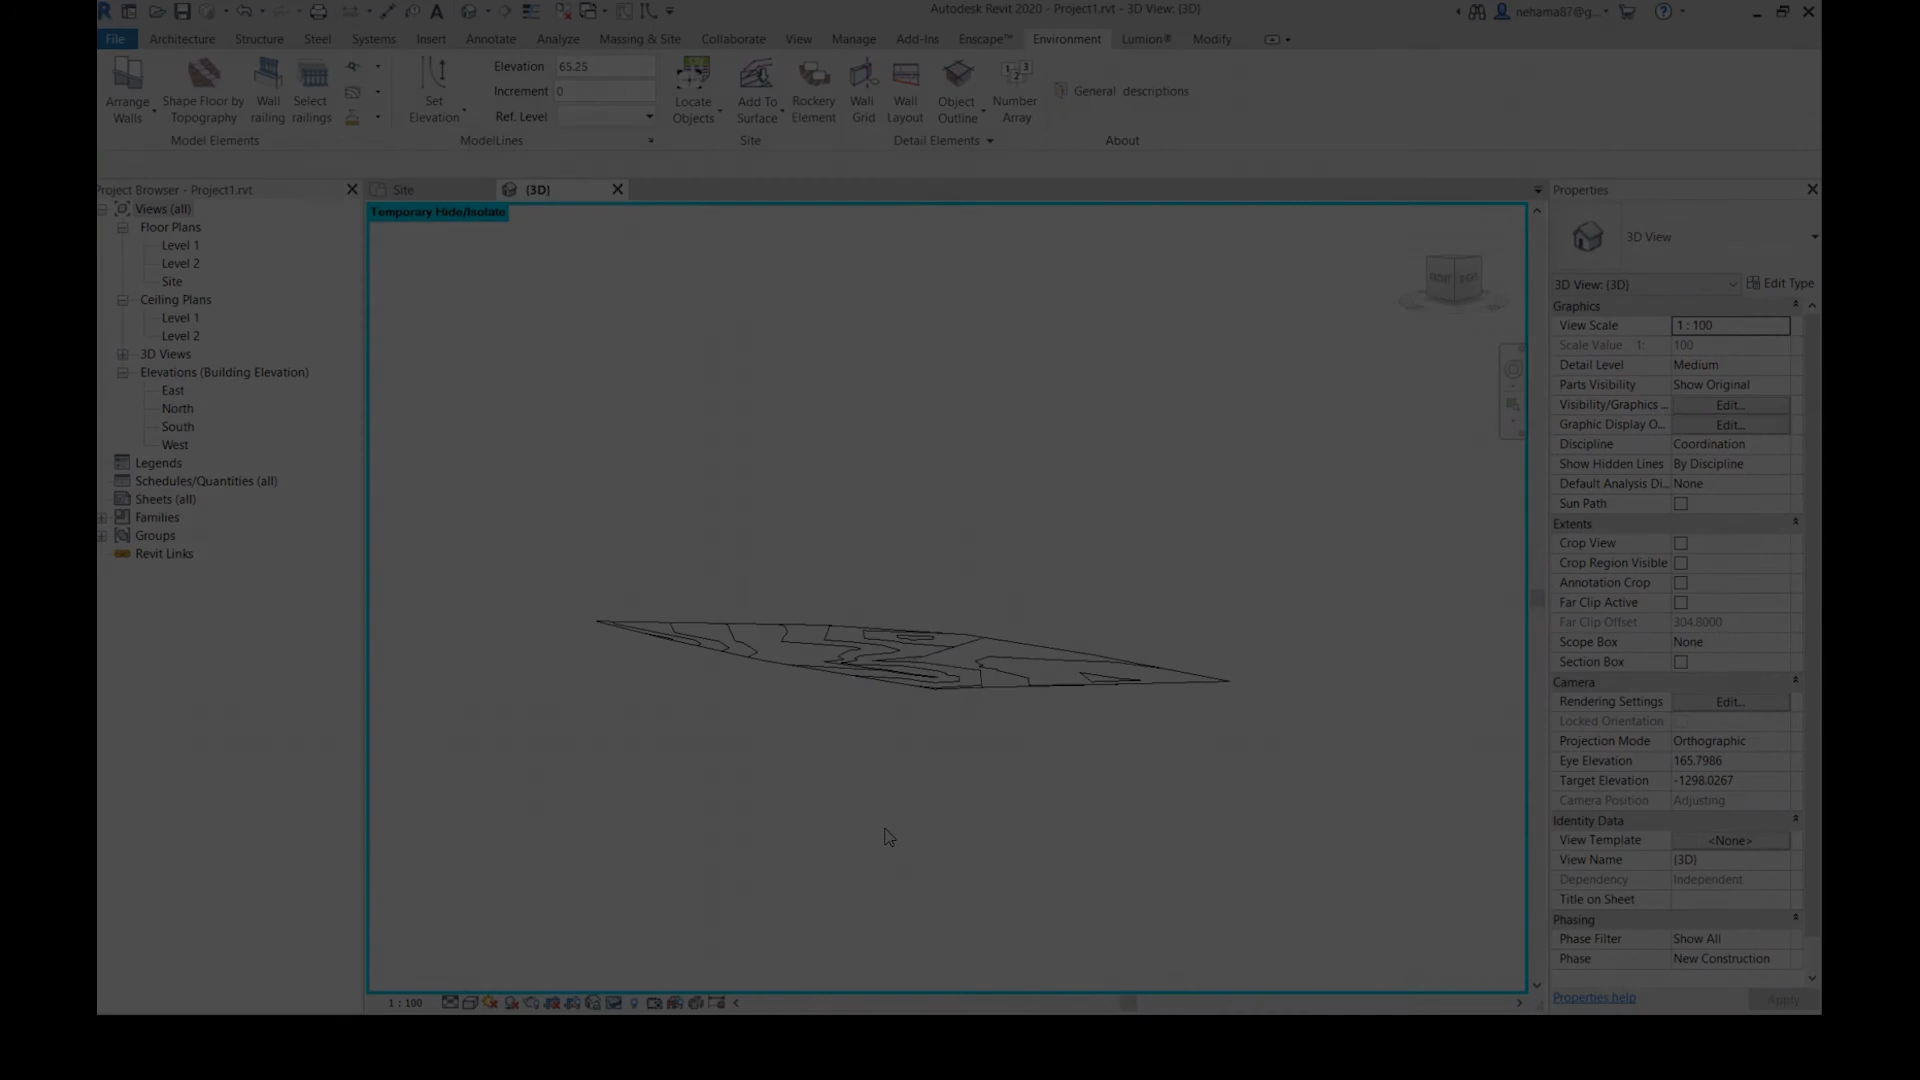 Autodesk Revit 2020 - Project1.rvt - 3D View: {3D}
nehama87@g...
File Architecture Structure Steel Systems Insert Annotate Analyze Massing & Site Collaborate View Manage Add-Ins Enscape™ Environment Lumion® Modify
Arrange Walls
Shape Floor by Topography
Wall railing
Select railings
Set Elevation
Elevation 65.25
Increment 0
Ref. Level
Locate Objects
Add To Surface
Rockery Element
Wall Grid
Wall Layout
Object Outline
Number Array
General descriptions
Model Elements ModelLines Site Detail Elements About
Project Browser - Project1.rvt
Views (all)
Floor Plans
Level 1
Level 2
Site
Ceiling Plans
Level 1
Level 2
3D Views
Elevations (Building Elevation)
East
North
South
West
Legends
Schedules/Quantities (all)
Sheets (all)
Families
Groups
Revit Links
Site {3D}
Temporary Hide/Isolate
1 : 100
Properties
3D View
3D View: {3D} Edit Type
Graphics
View Scale 1 : 100
Scale Value 1: 100
Detail Level Medium
Parts Visibility Show Original
Visibility/Graphics ... Edit...
Graphic Display O... Edit...
Discipline Coordination
Show Hidden Lines By Discipline
Default Analysis Di... None
Sun Path
Extents
Crop View
Crop Region Visible
Annotation Crop
Far Clip Active
Far Clip Offset 304.8000
Scope Box None
Section Box
Camera
Rendering Settings Edit...
Locked Orientation
Projection Mode Orthographic
Eye Elevation 165.7986
Target Elevation -1298.0267
Camera Position Adjusting
Identity Data
View Template <None>
View Name {3D}
Dependency Independent
Title on Sheet
Phasing
Phase Filter Show All
Phase New Construction
Properties help Apply